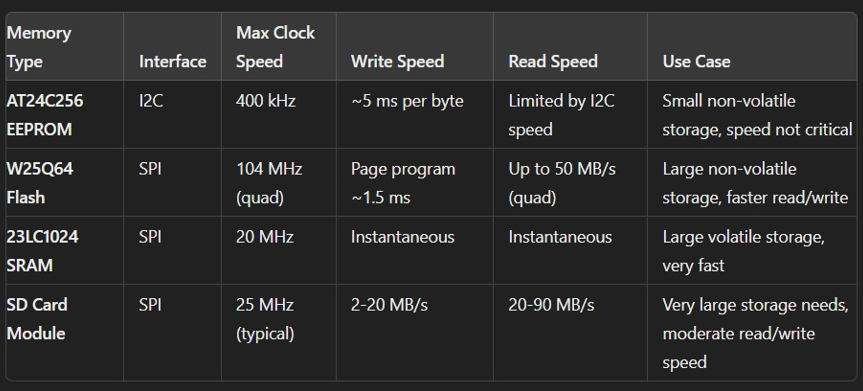 Memory Type Interface Max Clock Speed Write Speed Read Speed Use Case
AT24C256 EEPROM I2C 400 kHz ~5 ms per byte Limited by I2C speed Small non-volatile storage, speed not critical
W25Q64 Flash SPI 104 MHz (quad) Page program ~1.5 ms Up to 50 MB/s (quad) Large non-volatile storage, faster read/write
23LC1024 SRAM SPI 20 MHz Instantaneous Instantaneous Large volatile storage, very fast
SD Card Module SPI 25 MHz (typical) 2-20 MB/s 20-90 MB/s Very large storage needs, moderate read/write speed